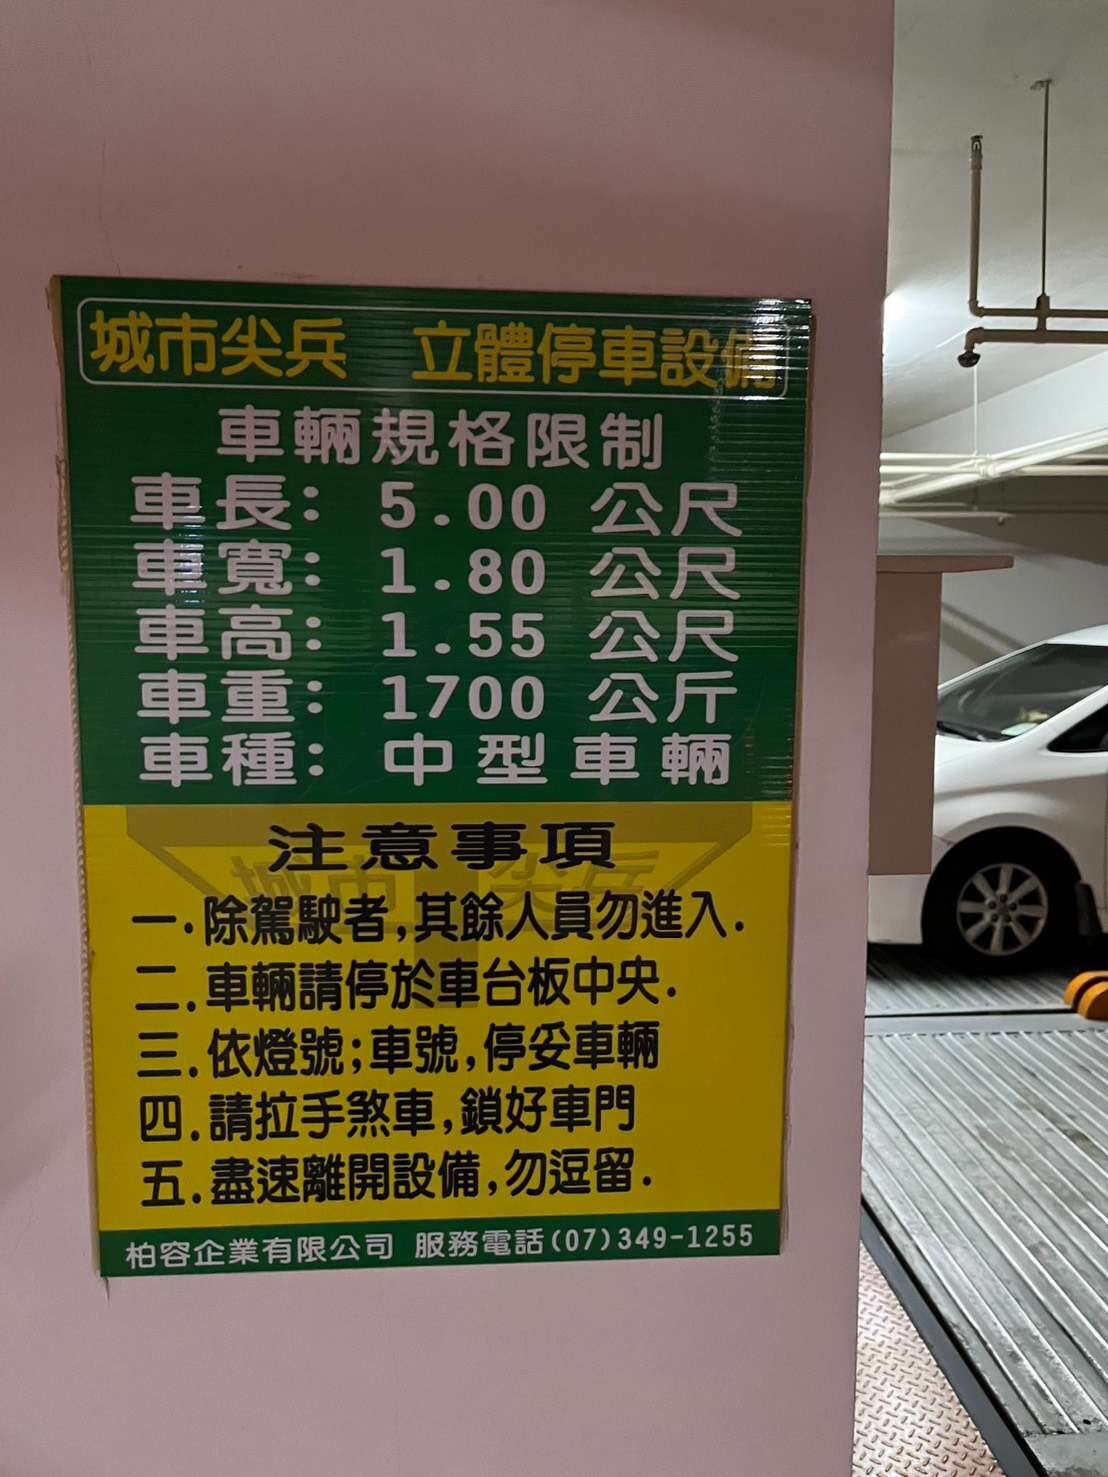 城市尖兵 立體停車設備
車輛規格限制
車長: 5.00 公尺
車寬: 1.80 公尺
車高: 1.55 公尺
車重: 1700 公斤
車種: 中型車輛
注意事項
一.除駕駛者,其餘人員勿進入.
二.車輛請停於車台板中央.
三.依燈號;車號,停妥車輛
四.請拉手煞車,鎖好車門
五.盡速離開設備,勿逗留.
柏容企業有限公司 服務電話(07)349-1255
城市尖兵